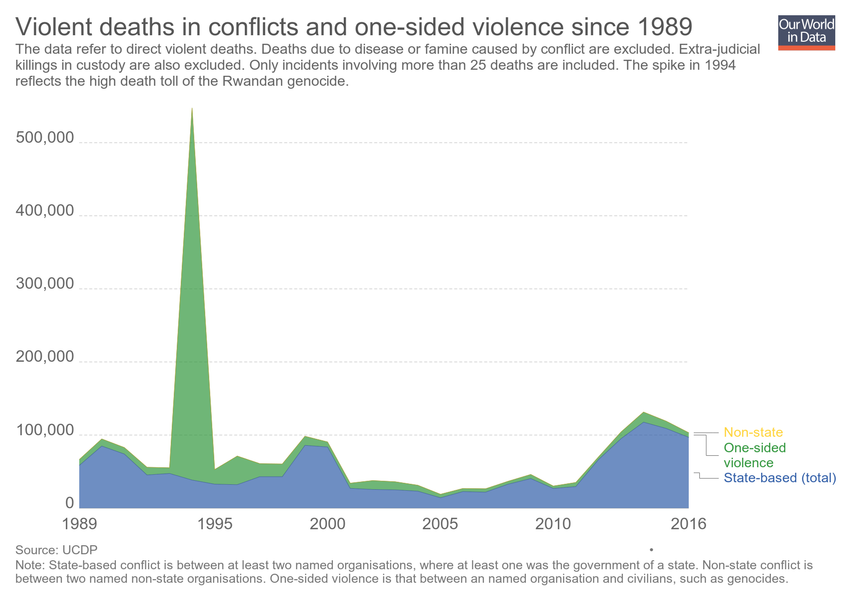 Violent deaths in conflicts and one-sided violence since 1989
Our World
in Data
The data refer to direct violent deaths. Deaths due to disease or famine caused by conflict are excluded. Extra-judicial
killings in custody are also excluded. Only incidents involving more than 25 deaths are included. The spike in 1994
reflects the high death toll of the Rwandan genocide.
500,000
400,000
300,000
200,000
100,000
0
Non-state
One-sided
violence
State-based (total)
1989 1995 2000 2005 2010 2016
Source: UCDP
Note: State-based conflict is between at least two named organisations, where at least one was the government of a state. Non-state conflict is
between two named non-state organisations. One-sided violence is that between an named organisation and civilians, such as genocides.